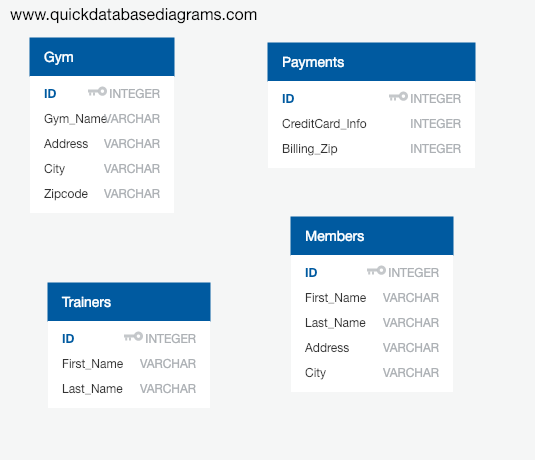 www.quickdatabasediagrams.com
Gym
ID INTEGER
Gym_Name VARCHAR
Address VARCHAR
City VARCHAR
Zipcode VARCHAR
Payments
ID INTEGER
CreditCard_Info INTEGER
Billing_Zip INTEGER
Members
ID INTEGER
First_Name VARCHAR
Last_Name VARCHAR
Address VARCHAR
City VARCHAR
Trainers
ID INTEGER
First_Name VARCHAR
Last_Name VARCHAR